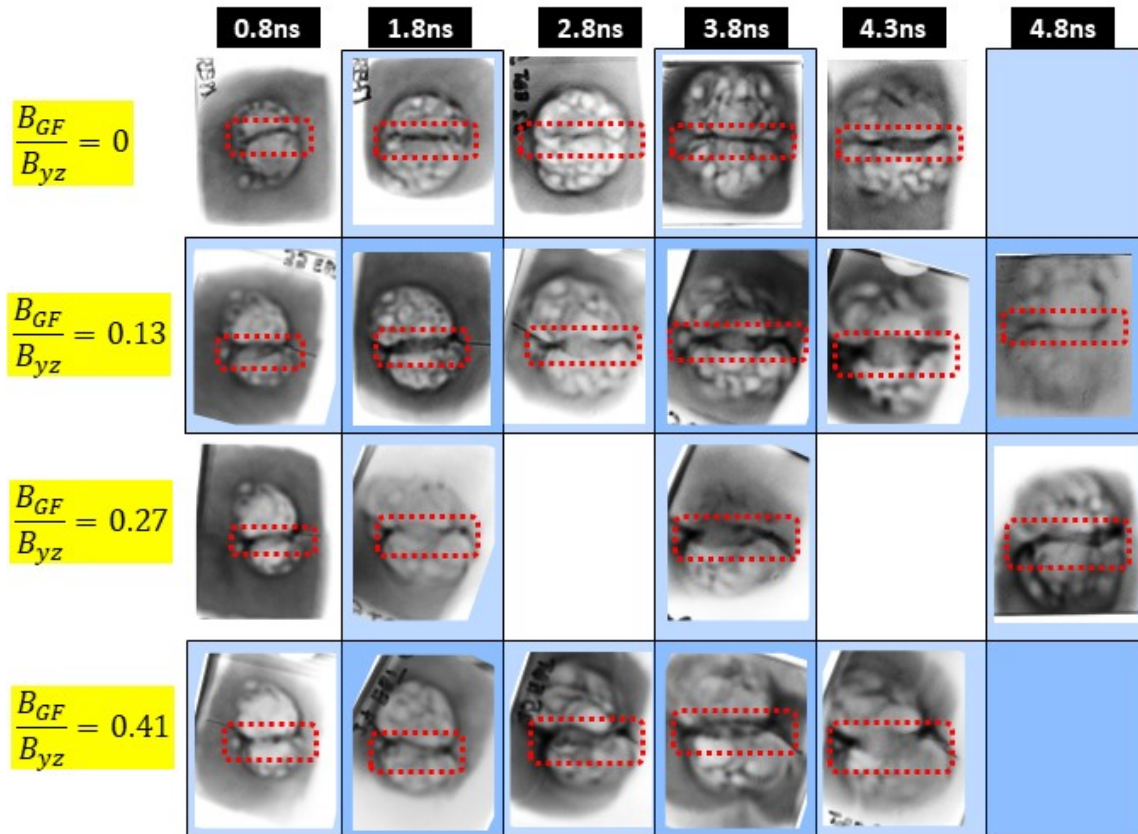 0.8ns 1.8ns 2.8ns 3.8ns 4.3ns 4.8ns
B_GF/B_yz = 0
B_GF/B_yz = 0.13
B_GF/B_yz = 0.27
B_GF/B_yz = 0.41